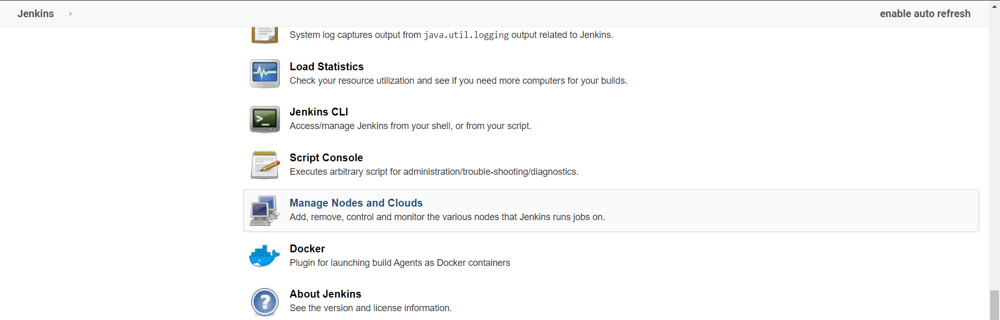 Jenkins
enable auto refresh
System log captures output from java.util.logging output related to Jenkins.
Load Statistics
Check your resource utilization and see if you need more computers for your builds.
Jenkins CLI
Access/manage Jenkins from your shell, or from your script.
Script Console
Executes arbitrary script for administration/trouble-shooting/diagnostics.
Manage Nodes and Clouds
Add, remove, control and monitor the various nodes that Jenkins runs jobs on.
Docker
Plugin for launching build Agents as Docker containers
About Jenkins
See the version and license information.